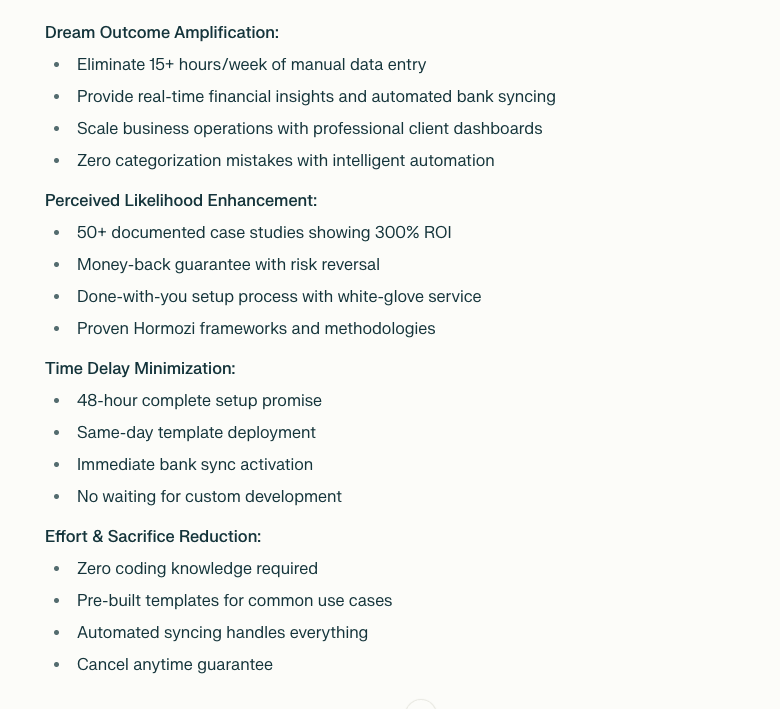 Dream Outcome Amplification:
• Eliminate 15+ hours/week of manual data entry
• Provide real-time financial insights and automated bank syncing
• Scale business operations with professional client dashboards
• Zero categorization mistakes with intelligent automation
Perceived Likelihood Enhancement:
• 50+ documented case studies showing 300% ROI
• Money-back guarantee with risk reversal
• Done-with-you setup process with white-glove service
• Proven Hormozi frameworks and methodologies
Time Delay Minimization:
• 48-hour complete setup promise
• Same-day template deployment
• Immediate bank sync activation
• No waiting for custom development
Effort & Sacrifice Reduction:
• Zero coding knowledge required
• Pre-built templates for common use cases
• Automated syncing handles everything
• Cancel anytime guarantee